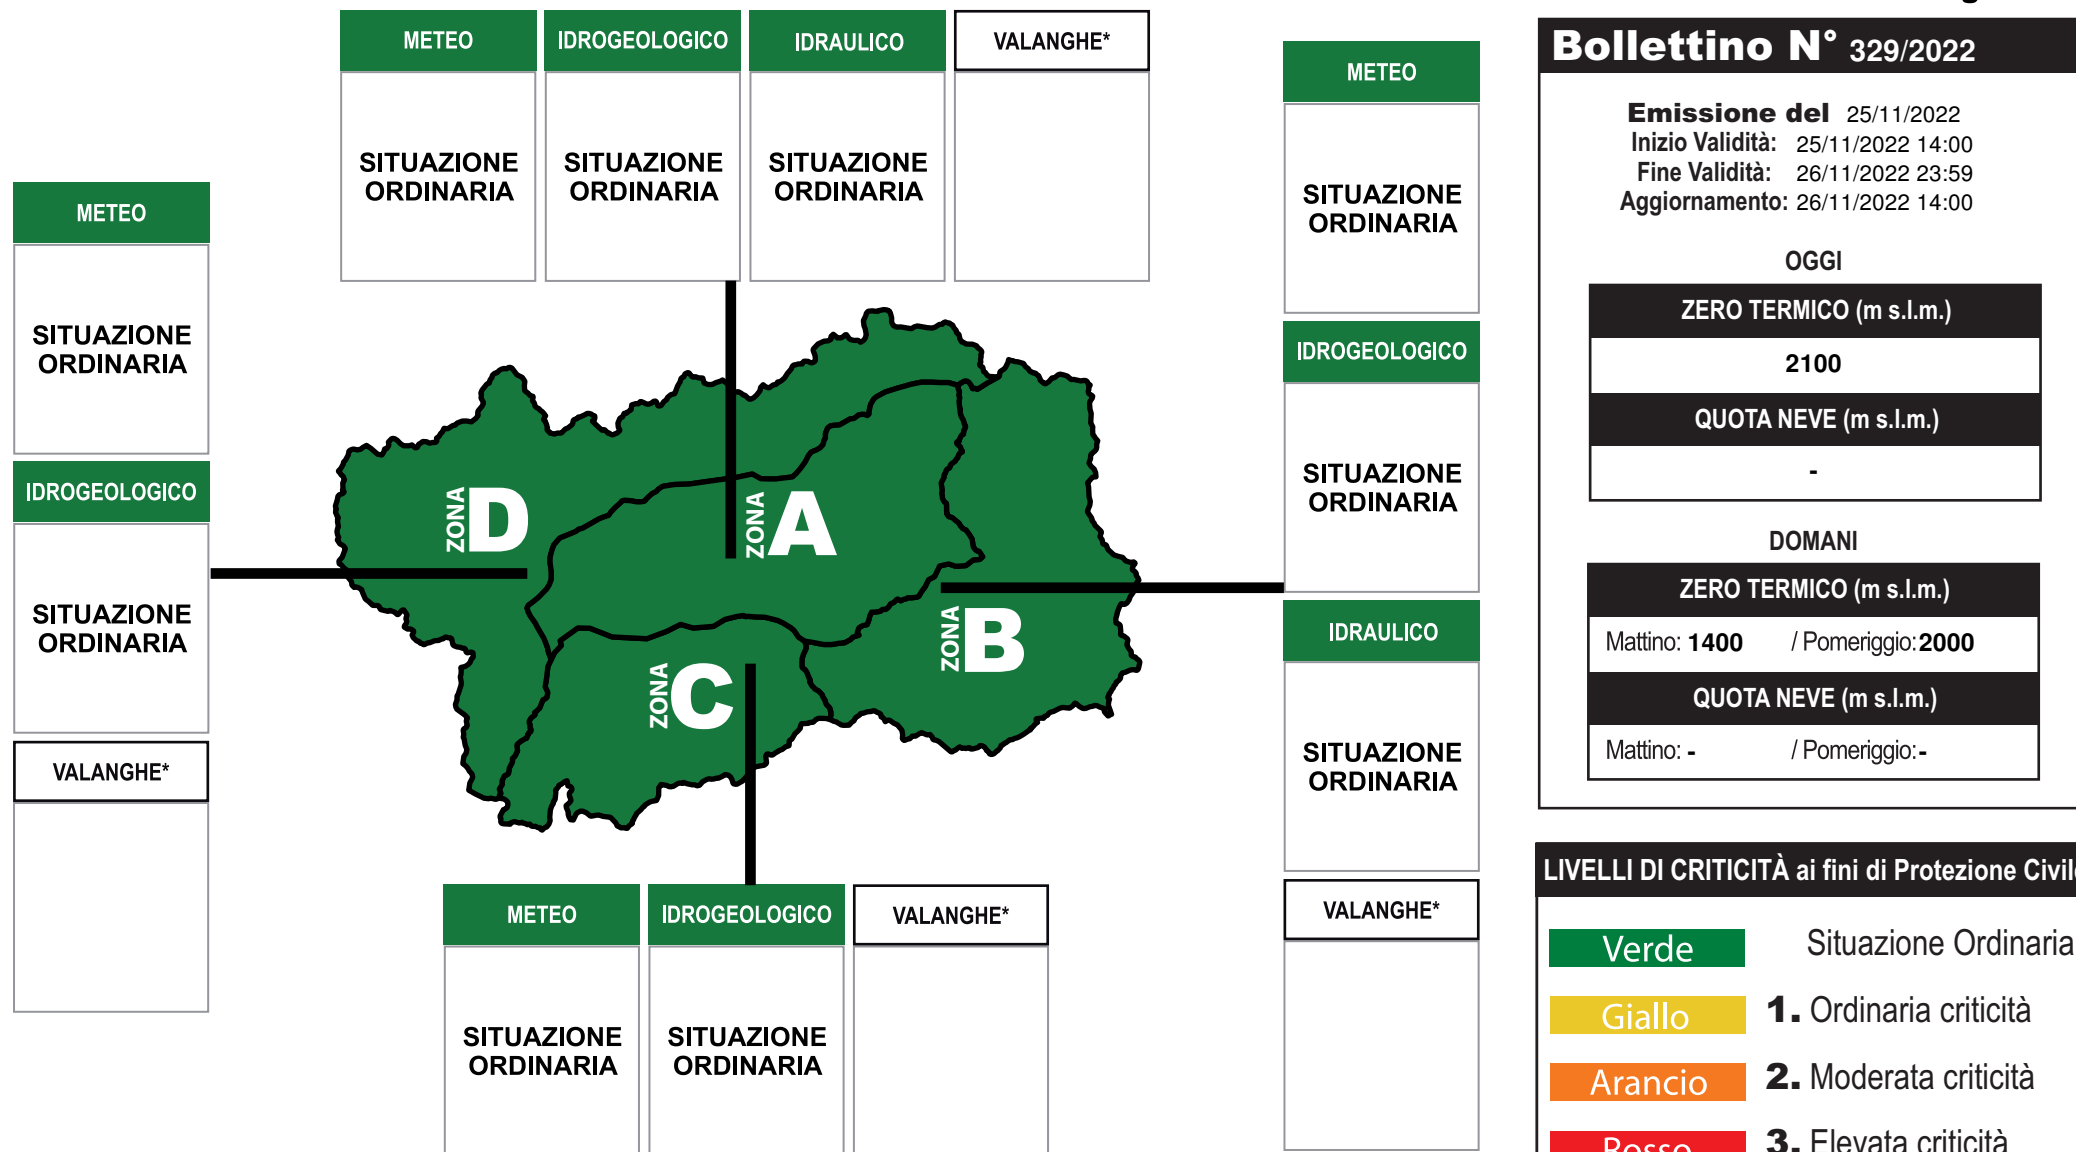 METEO IDROGEOLOGICO IDRAULICO VALANGHE*
SITUAZIONE ORDINARIA
SITUAZIONE ORDINARIA
SITUAZIONE ORDINARIA
METEO
SITUAZIONE
ORDINARIA
IDROGEOLOGICO
SITUAZIONE
ORDINARIA
VALANGHE*
ZONA D
ZONA A
ZONA B
ZONA C
METEO
SITUAZIONE
ORDINARIA
IDROGEOLOGICO
SITUAZIONE
ORDINARIA
IDRAULICO
SITUAZIONE
ORDINARIA
VALANGHE*
METEO IDROGEOLOGICO VALANGHE*
SITUAZIONE ORDINARIA
SITUAZIONE ORDINARIA
Bollettino N° 329/2022
Emissione del 25/11/2022
Inizio Validità: 25/11/2022 14:00
Fine Validità: 26/11/2022 23:59
Aggiornamento: 26/11/2022 14:00
OGGI
ZERO TERMICO (m s.l.m.)
2100
QUOTA NEVE (m s.l.m.)
-
DOMANI
ZERO TERMICO (m s.l.m.)
Mattino: 1400 / Pomeriggio: 2000
QUOTA NEVE (m s.l.m.)
Mattino: - / Pomeriggio: -
LIVELLI DI CRITICITÀ ai fini di Protezione Civile
Verde Situazione Ordinaria
Giallo 1. Ordinaria criticità
Arancio 2. Moderata criticità
Rosso 3. Elevata criticità